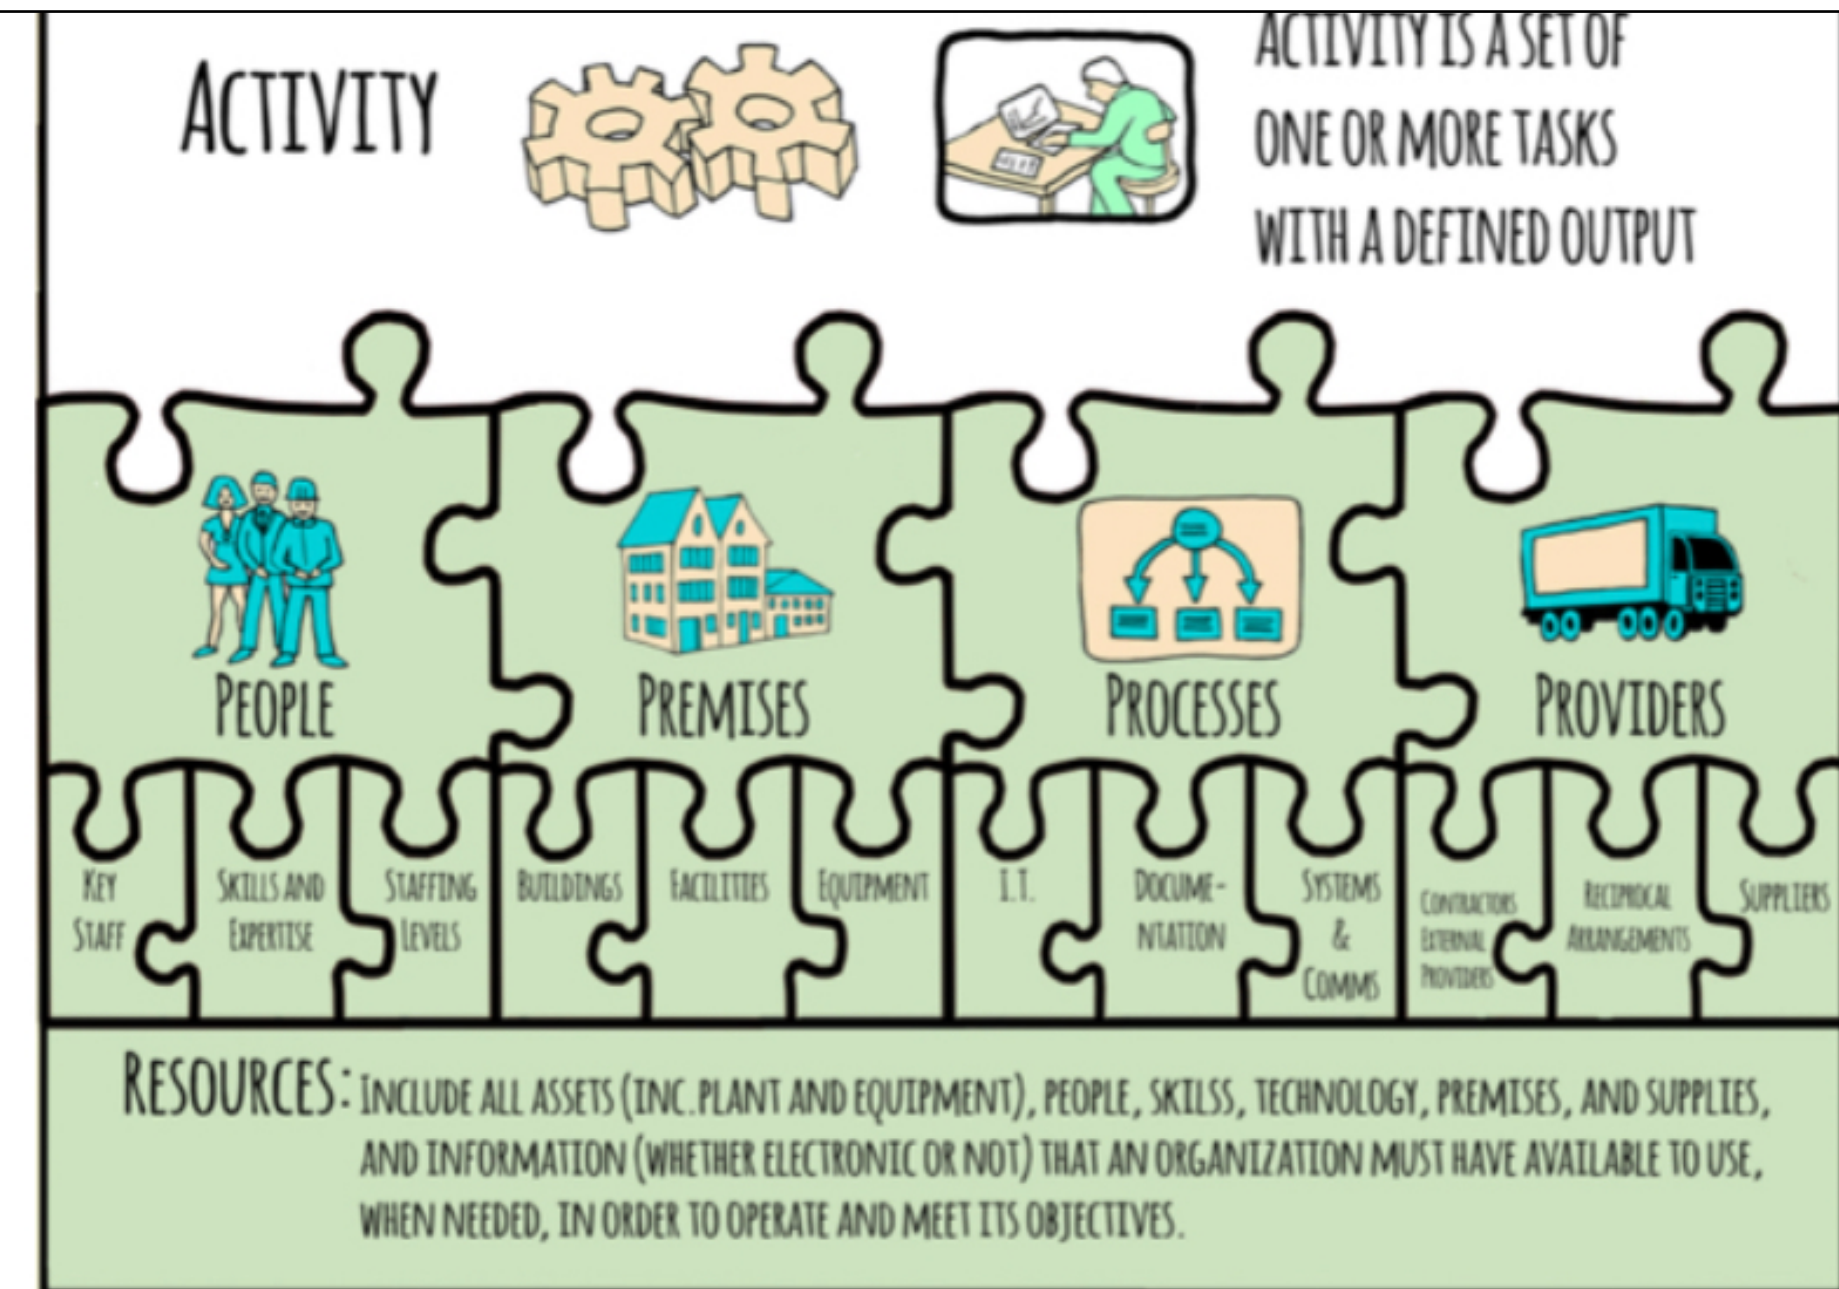 ACTIVITY
ACTIVITY IS A SET OF
ONE OR MORE TASKS
WITH A DEFINED OUTPUT
PEOPLE
PREMISES
PROCESSES
PROVIDERS
KEY
STAFF
SKILLS AND
EXPERTISE
STAFFING
LEVELS
BUILDINGS
FACILITIES
EQUIPMENT
I.T.
DOCUME-
NTATION
SYSTEMS
&
COMMS
CONTRACTORS
EXTERNAL
PROVIDERS
RECIPROCAL
ARRANGEMENTS
SUPPLIERS
RESOURCES: INCLUDE ALL ASSETS (INC.PLANT AND EQUIPMENT), PEOPLE, SKILSS, TECHNOLOGY, PREMISES, AND SUPPLIES,
AND INFORMATION (WHETHER ELECTRONIC OR NOT) THAT AN ORGANIZATION MUST HAVE AVAILABLE TO USE,
WHEN NEEDED, IN ORDER TO OPERATE AND MEET ITS OBJECTIVES.